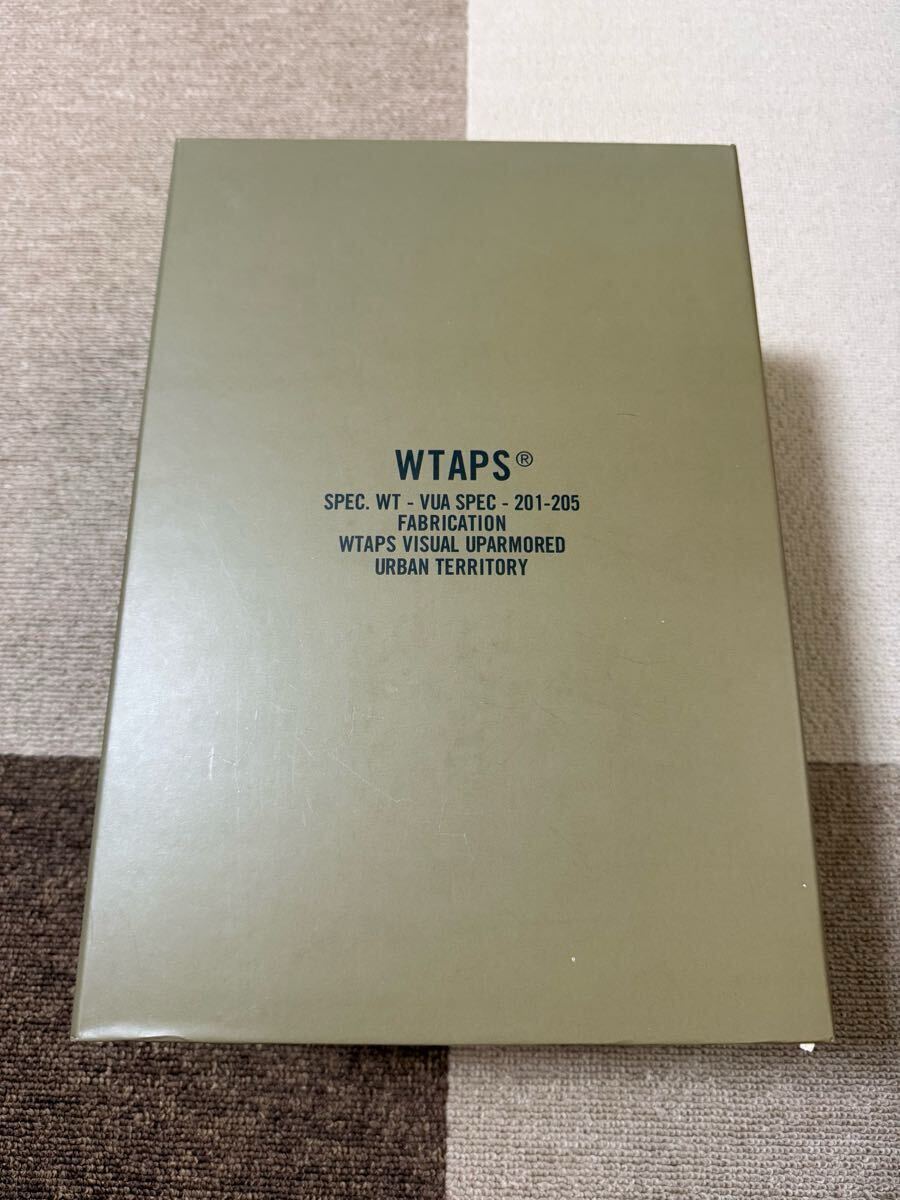 WTAPS®
SPEC. WT - VUA SPEC - 201-205
FABRICATION
WTAPS VISUAL UPARMORED
URBAN TERRITORY